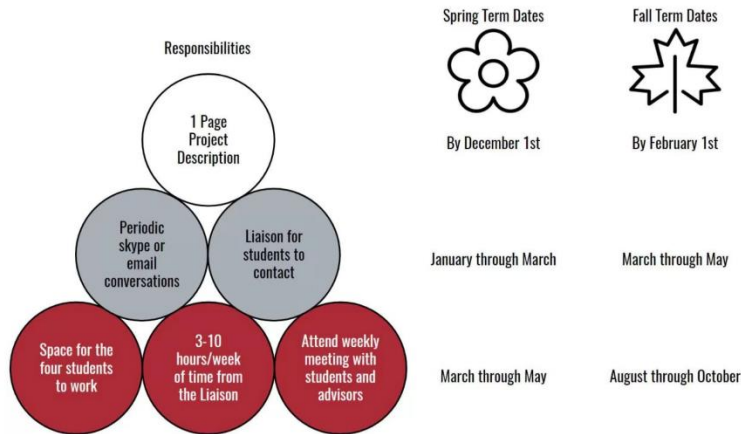 Responsibilities
Spring Term Dates
Fall Term Dates
1 Page
Project
Description
By December 1st
By February 1st
Periodic
skype or
email
conversations
Liaison for
students to
contact
January through March
March through May
Space for the
four students
to work
3-10
hours/week
of time from
the Liaison
Attend weekly
meeting with
students and
advisors
March through May
August through October